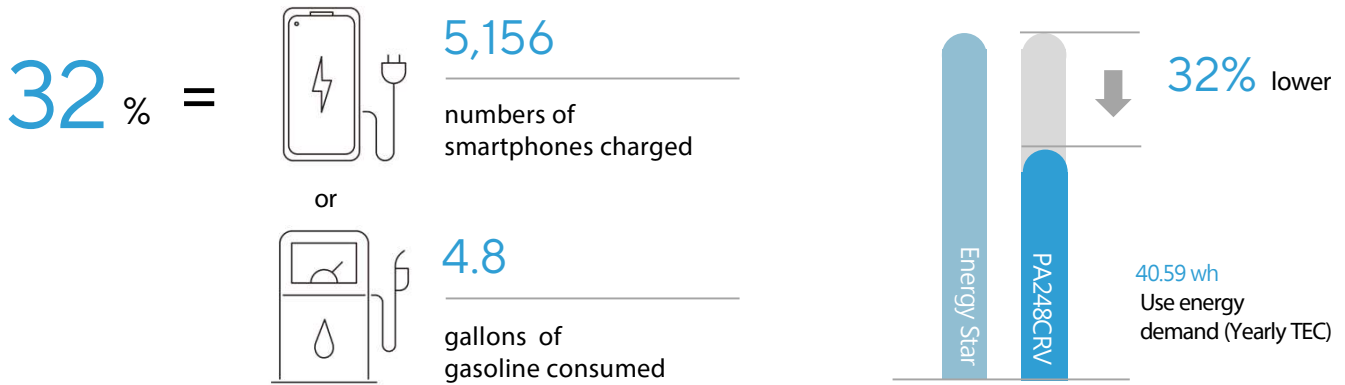 32 % =
5,156
numbers of
smartphones charged
or
4.8
gallons of
gasoline consumed
32% lower
Energy Star
PA248CRV
40.59 wh
Use energy
demand (Yearly TEC)